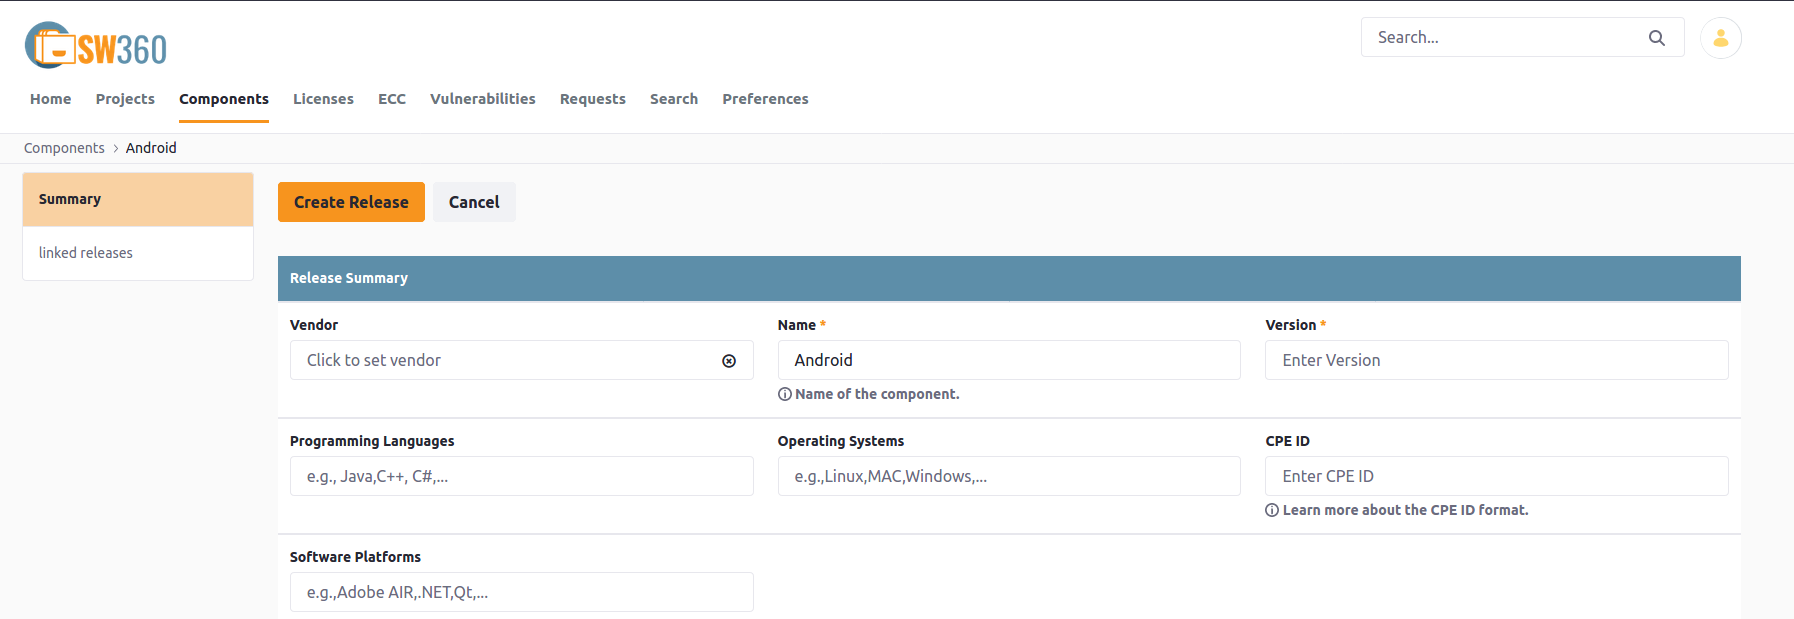 SW360
Search...
Home Projects Components Licenses ECC Vulnerabilities Requests Search Preferences
Components > Android
Summary
linked releases
Create Release Cancel
Release Summary
Vendor Name * Version *
Click to set vendor Android Enter Version
Name of the component.
Programming Languages Operating Systems CPE ID
e.g., Java,C++, C#,... e.g.,Linux,MAC,Windows,... Enter CPE ID
Learn more about the CPE ID format.
Software Platforms
e.g.,Adobe AIR,.NET,Qt,...